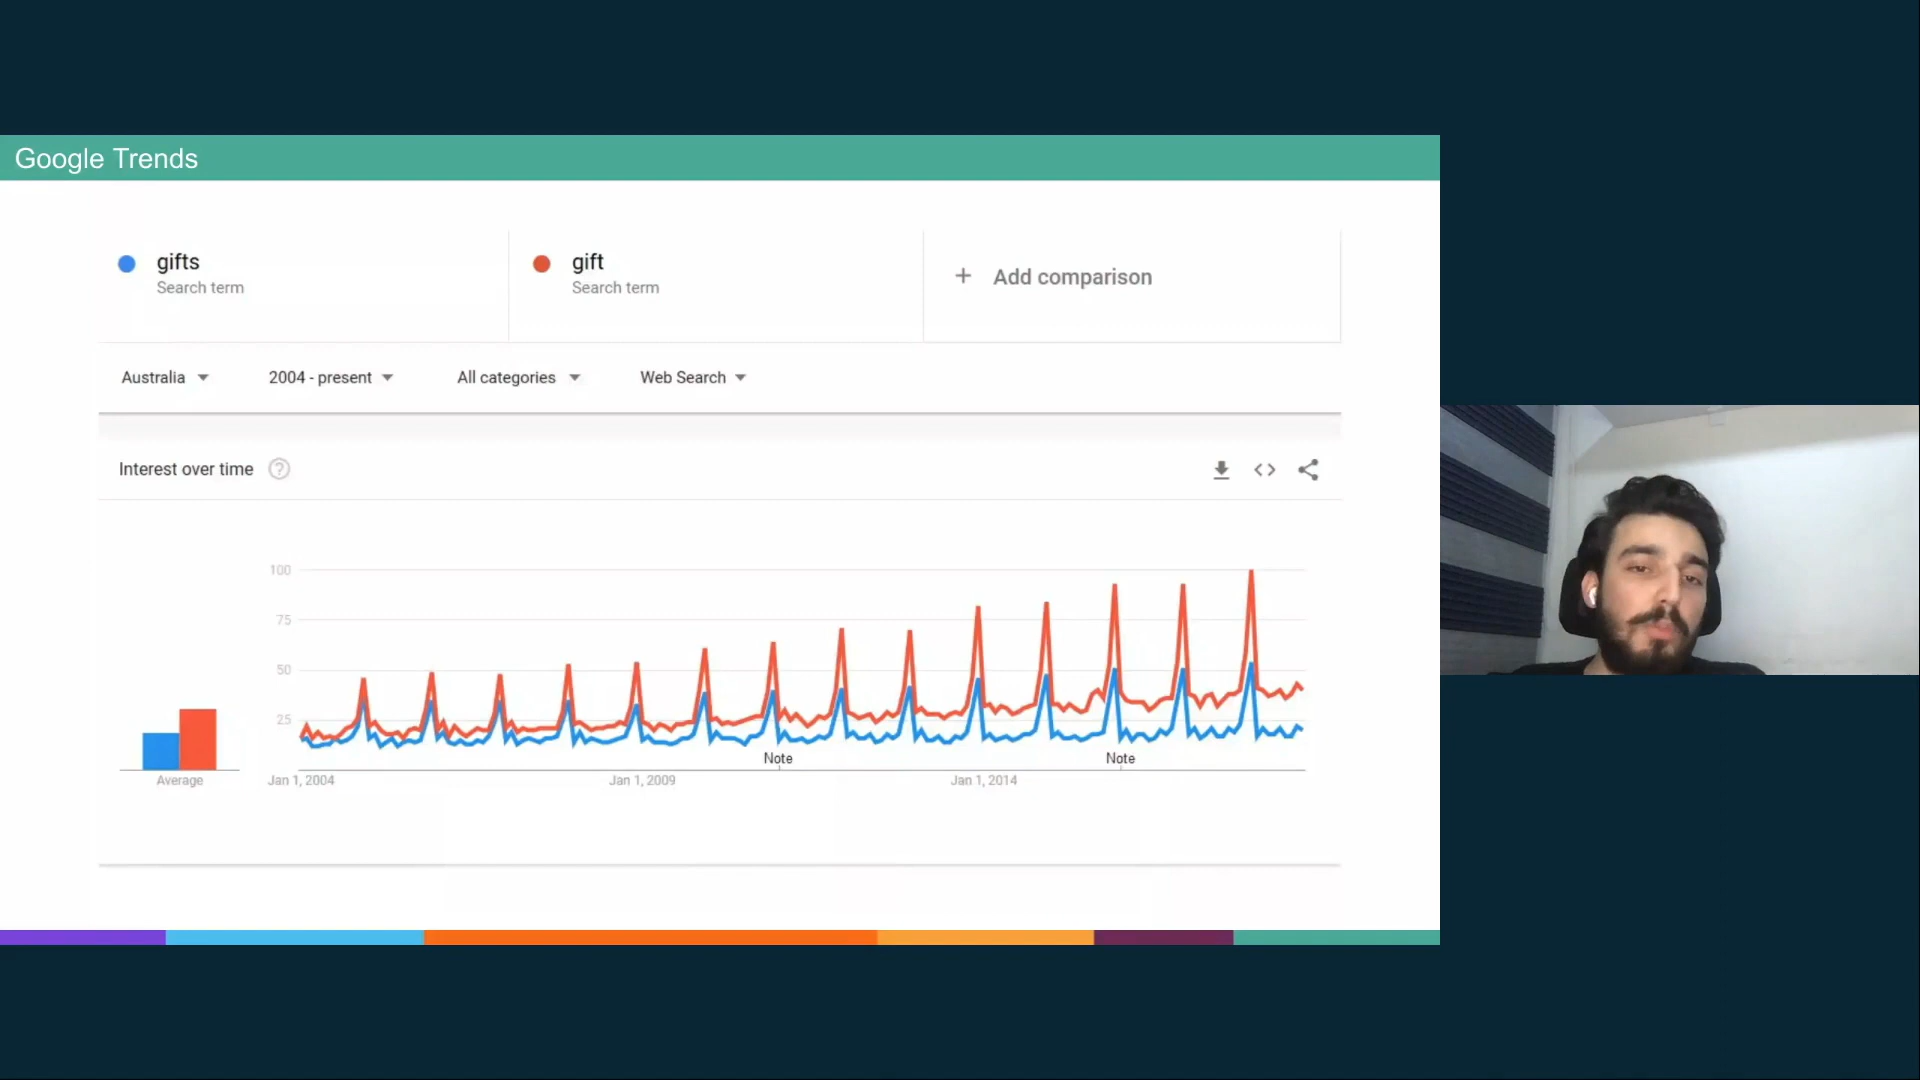 Google Trends
gifts
Search term
gift
Search term
+ Add comparison
Australia
2004 - present
All categories
Web Search
Interest over time ?
100
75
50
25
Note
Note
Average
Jan 1, 2004
Jan 1, 2009
Jan 1, 2014